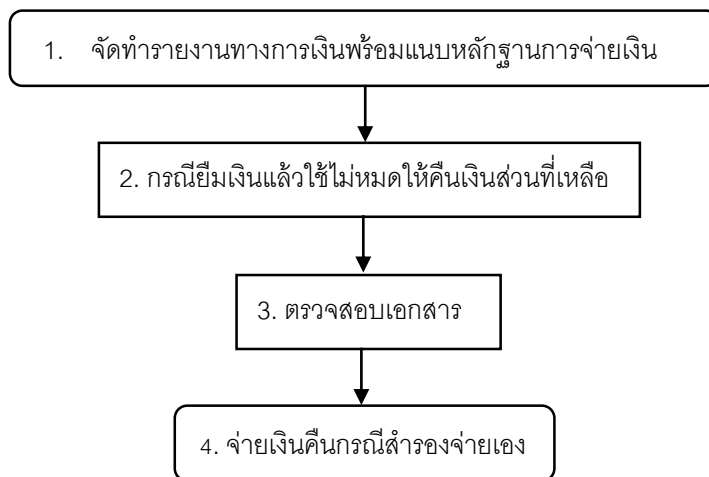 1. จัดทำรายงานทางการเงินพร้อมแนบหลักฐานการจ่ายเงิน
2. กรณียืมเงินแล้วใช้ไม่หมดให้คืนเงินส่วนที่เหลือ
3. ตรวจสอบเอกสาร
4. จ่ายเงินคืนกรณีสำรองจ่ายเอง